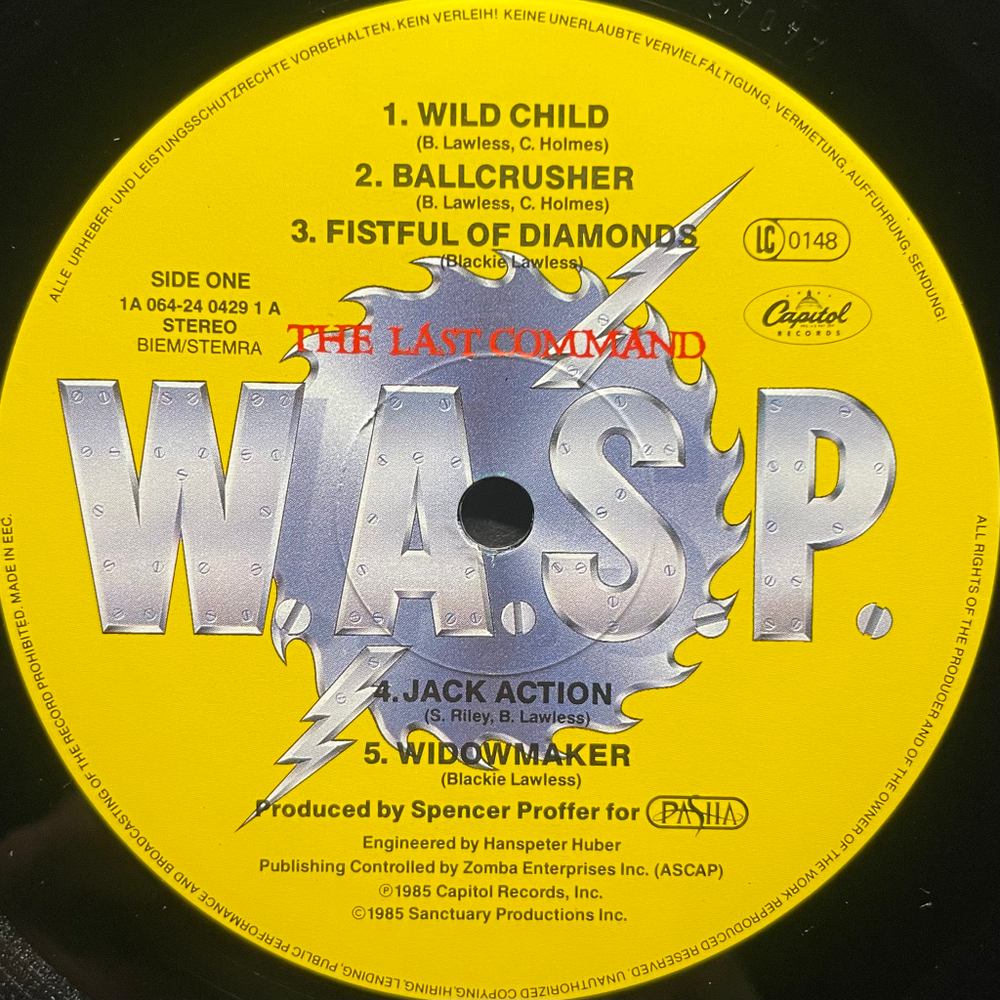 ALLE URHEBER- UND LEISTUNGSSCHUTZRECHTE VORBEHALTEN. KEIN VERLEIH! KEINE UNERLAUBTE VERVIELFÄLTIGUNG, VERMIETUNG, AUFFÜHRUNG, SENDUNG!
1. WILD CHILD
(B. Lawless, C. Holmes)
2. BALLCRUSHER
(B. Lawless, C. Holmes)
3. FISTFUL OF DIAMONDS
(Blackie Lawless)
LC 0148
SIDE ONE
1A 064-24 0429 1 A
STEREO
BIEM/STEMRA
Capitol
RECORDS
THE LAST COMMAND
W.A.S.P.
4. JACK ACTION
(S. Riley, B. Lawless)
5. WIDOWMAKER
(Blackie Lawless)
Produced by Spencer Proffer for PASHA
Engineered by Hanspeter Huber
Publishing Controlled by Zomba Enterprises Inc. (ASCAP)
℗1985 Capitol Records, Inc.
©1985 Sanctuary Productions Inc.
ALL RIGHTS OF THE PRODUCER AND OF THE OWNER OF THE WORK REPRODUCED RESERVED. UNAUTHORIZED COPYING, HIRING, LENDING, PUBLIC PERFORMANCE AND BROADCASTING OF THE RECORD PROHIBITED. MADE IN EEC.